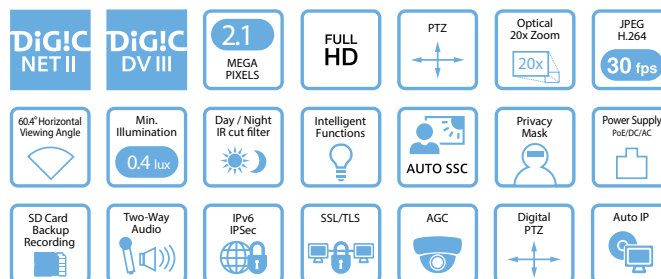 DiG!C
NET II
DiG!C
DV III
2.1
MEGA
PIXELS
FULL
HD
PTZ
Optical
20x Zoom
20x
JPEG
H.264
30 fps
60.4˚ Horizontal
Viewing Angle
Min.
Illumination
0.4 lux
Day / Night
IR cut filter
Intelligent
Functions
AUTO SSC
Privacy
Mask
Power Supply
PoE/DC/AC
SD Card
Backup
Recording
Two-Way
Audio
IPv6
IPSec
SSL/TLS
AGC
Digital
PTZ
Auto IP